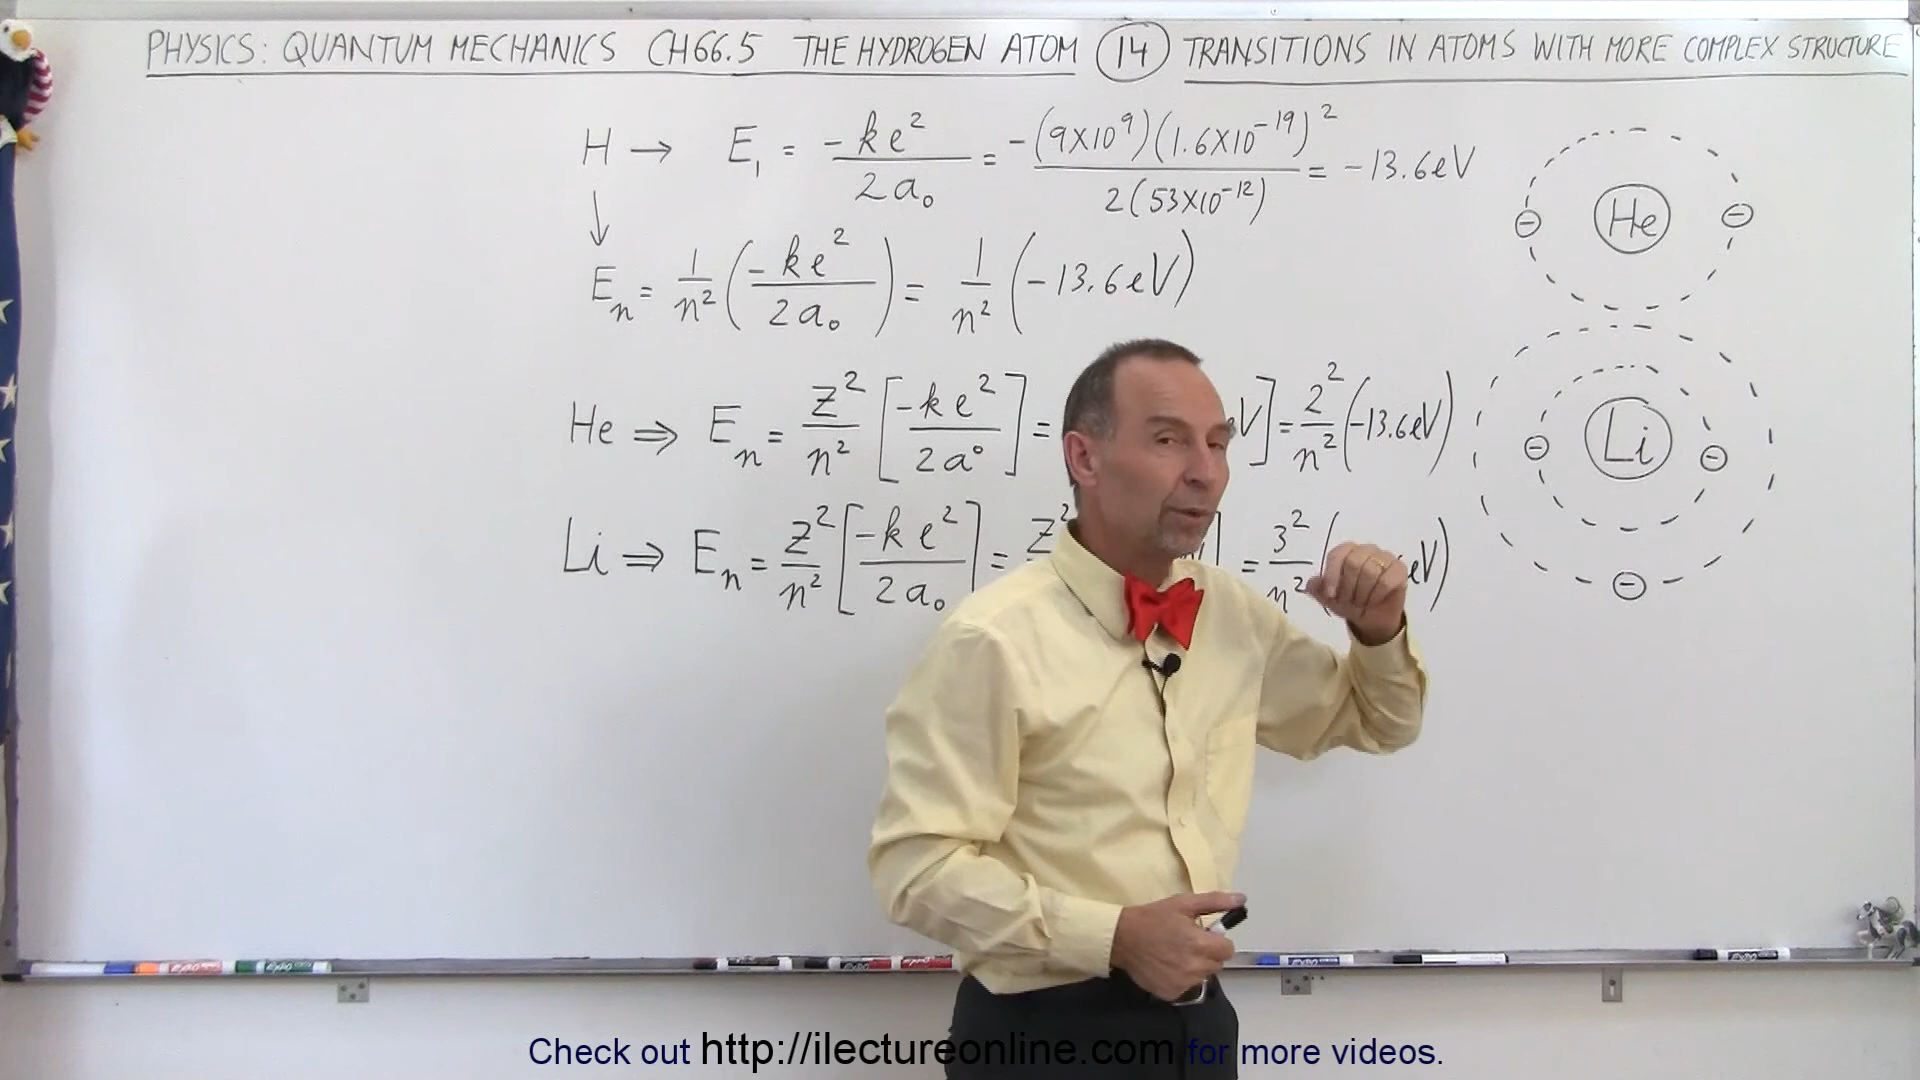 PHYSICS: QUANTUM MECHANICS CH66.5 THE HYDROGEN ATOM 14 TRANSITIONS IN ATOMS WITH MORE COMPLEX STRUCTURE
H → E₁ = -ke²/2a₀ = -(9X10⁹)(1.6X10⁻¹⁹)²/2(53X10⁻¹²) = -13.6eV
↓
Eₙ = 1/n² (-ke²/2a₀) = 1/n² (-13.6eV)
He ⇒ Eₙ = Z²/n² [-ke²/2a°] = eV] = 2²/n² (-13.6eV)
Li ⇒ Eₙ = Z²/n² [-ke²/2a₀] = Z² ] = 3²/n² ( eV)
He
- -
Li
- -
-
Check out http://ilectureonline.com for more videos.